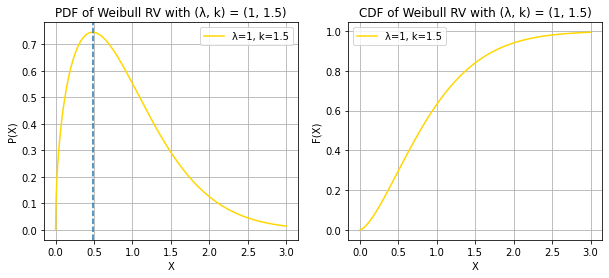 PDF of Weibull RV with (λ, k) = (1, 1.5)
λ=1, k=1.5
P(X)
0.7
0.6
0.5
0.4
0.3
0.2
0.1
0.0
0.0 0.5 1.0 1.5 2.0 2.5 3.0
X
CDF of Weibull RV with (λ, k) = (1, 1.5)
λ=1, k=1.5
F(X)
1.0
0.8
0.6
0.4
0.2
0.0
0.0 0.5 1.0 1.5 2.0 2.5 3.0
X